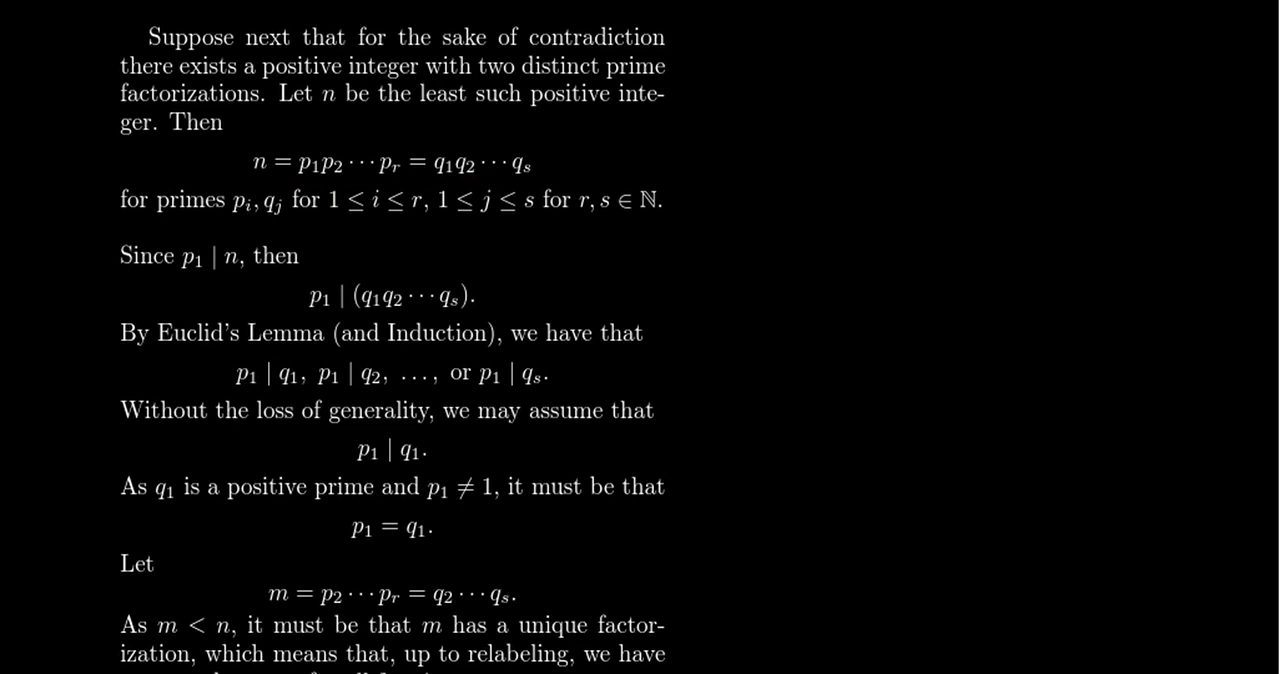 Suppose next that for the sake of contradiction
there exists a positive integer with two distinct prime
factorizations. Let n be the least such positive inte-
ger. Then
n = p₁p₂ ⋯ pᵣ = q₁q₂ ⋯ qₛ
for primes pᵢ, qⱼ for 1 ≤ i ≤ r, 1 ≤ j ≤ s for r, s ∈ ℕ.
Since p₁ | n, then
p₁ | (q₁q₂ ⋯ qₛ).
By Euclid's Lemma (and Induction), we have that
p₁ | q₁, p₁ | q₂, …, or p₁ | qₛ.
Without the loss of generality, we may assume that
p₁ | q₁.
As q₁ is a positive prime and p₁ ≠ 1, it must be that
p₁ = q₁.
Let
m = p₂ ⋯ pᵣ = q₂ ⋯ qₛ.
As m < n, it must be that m has a unique factor-
ization, which means that, up to relabeling, we have